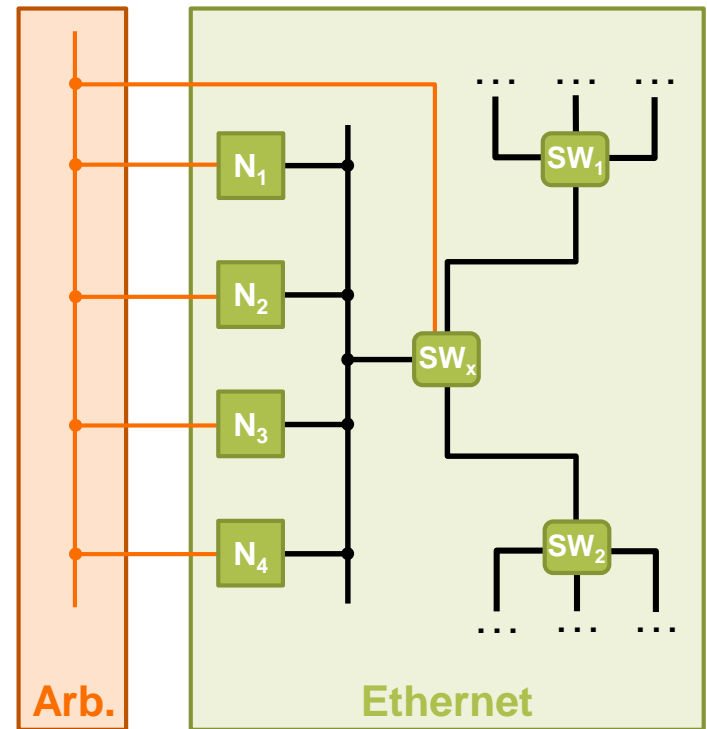 ... ... ...
SW₁
N₁
N₂
SWₓ
N₃
N₄
SW₂
... ... ...
Arb.
Ethernet